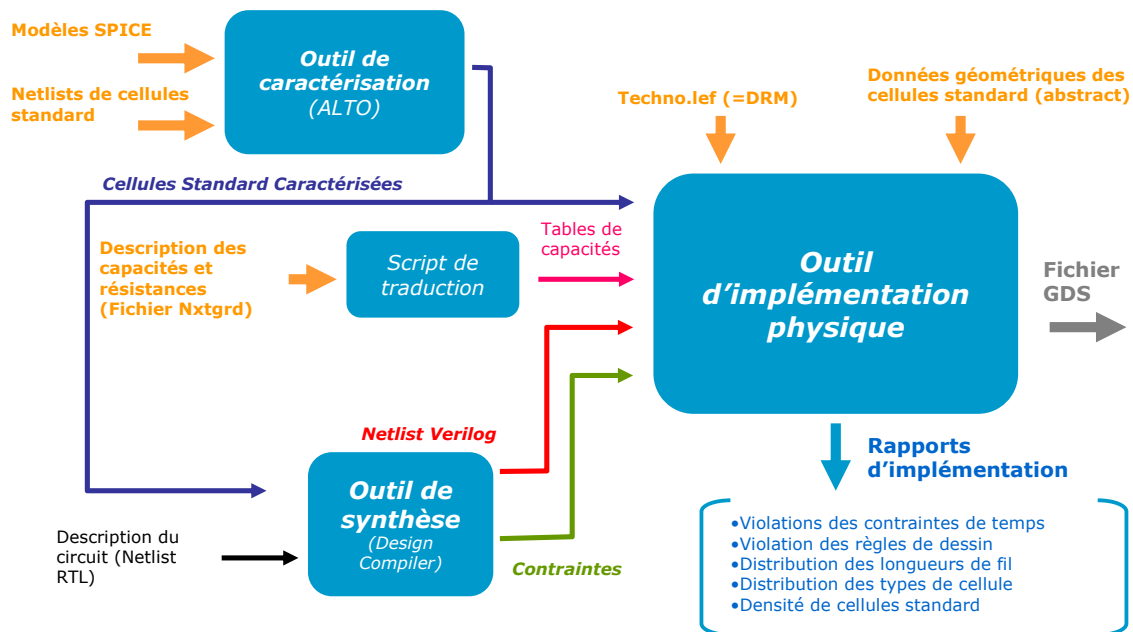 Modèles SPICE
Netlists de cellules
standard
Outil de
caractérisation
(ALTO)
Techno.lef (=DRM)
Données géométriques des
cellules standard (abstract)
Cellules Standard Caractérisées
Description des
capacités et
résistances
(Fichier Nxtgrd)
Script de
traduction
Tables de
capacités
Outil
d’implémentation
physique
Fichier
GDS
Netlist Verilog
Outil de
synthèse
(Design
Compiler)
Description du
circuit (Netlist
RTL)
Contraintes
Rapports
d’implémentation
•Violations des contraintes de temps
•Violation des règles de dessin
•Distribution des longueurs de fil
•Distribution des types de cellule
•Densité de cellules standard